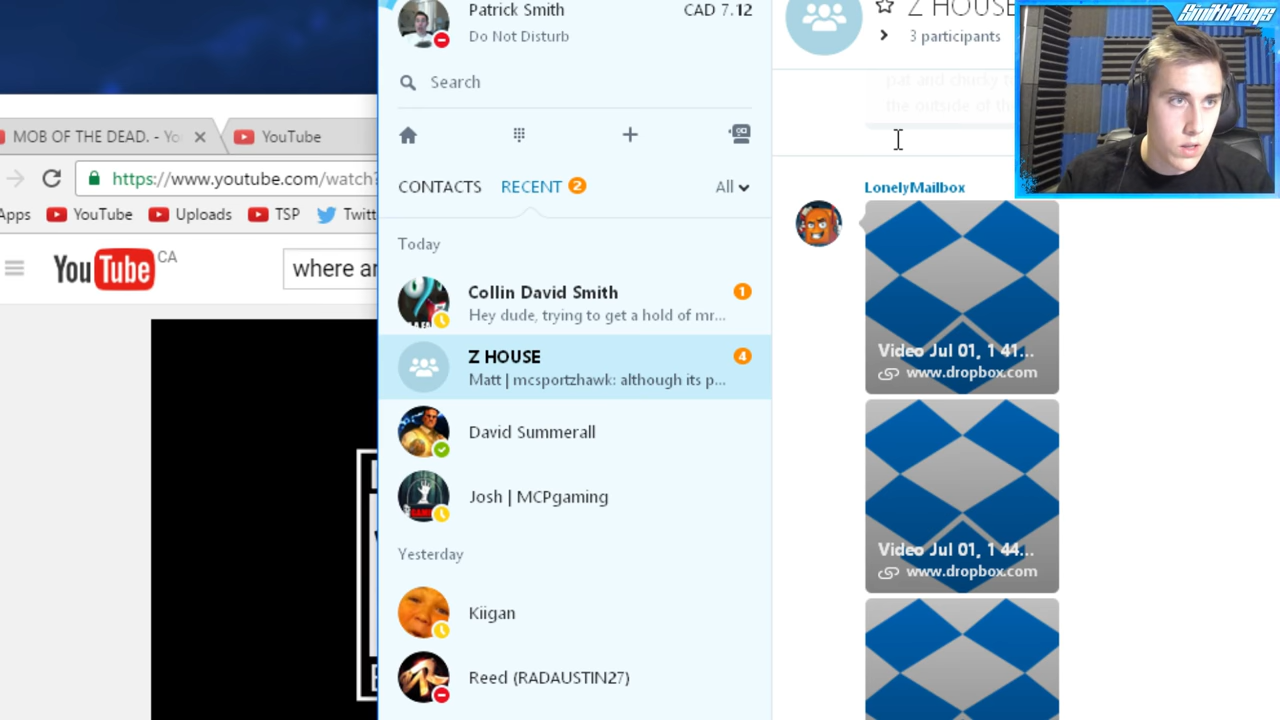 MOB OF THE DEAD. - Yo
YouTube
https://www.youtube.com/watch?
Apps
YouTube
Uploads
TSP
Twitt
YouTube CA
where ar
Patrick Smith
CAD 7.12
Do Not Disturb
Search
CONTACTS
RECENT 2
All
Today
Collin David Smith
1
Hey dude, trying to get a hold of mr...
Z HOUSE
4
Matt | mcsportzhawk: although its p...
David Summerall
Josh | MCPgaming
Yesterday
Kiigan
Reed (RADAUSTIN27)
Z HOUSE
3 participants
the outside of the
LonelyMailbox
Video Jul 01, 1 41...
www.dropbox.com
Video Jul 01, 1 44...
www.dropbox.com
SmithPlays